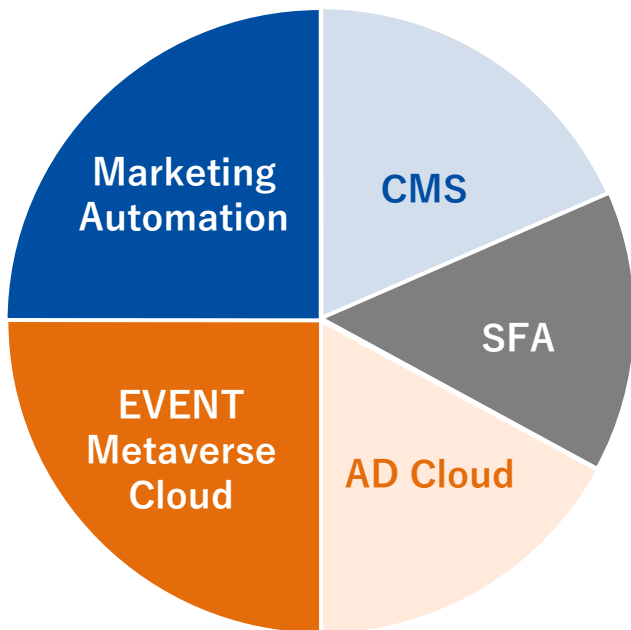 Marketing
Automation
CMS
SFA
EVENT
Metaverse
Cloud
AD Cloud